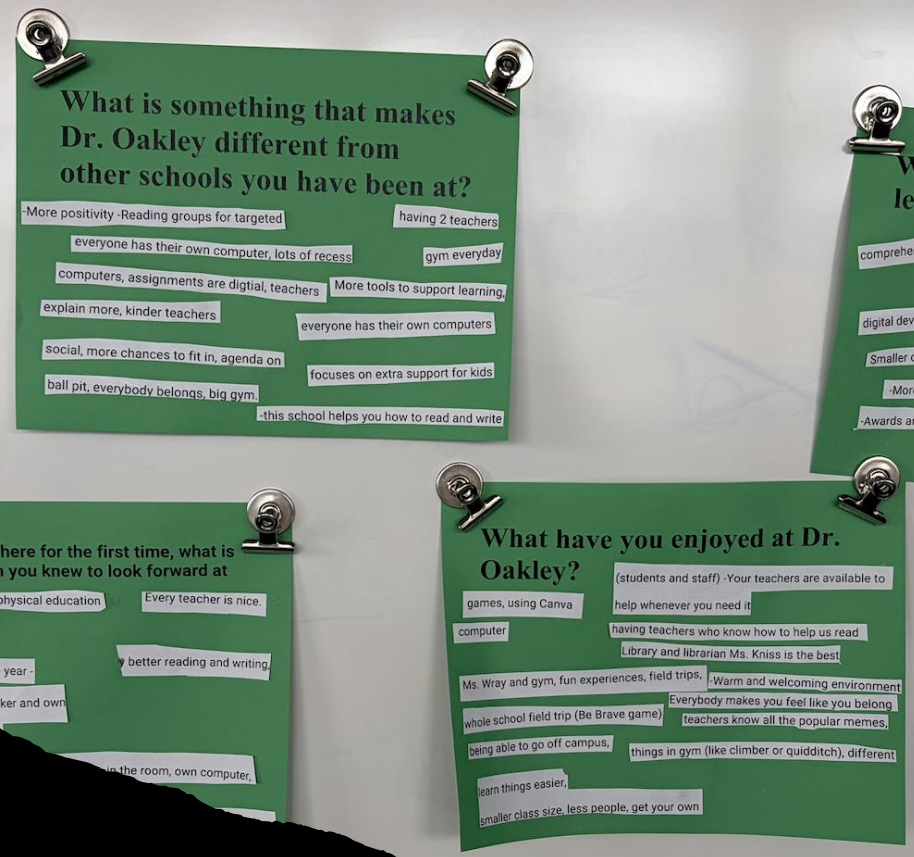 What is something that makes
Dr. Oakley different from
other schools you have been at?
-More positivity -Reading groups for targeted
having 2 teachers
everyone has their own computer, lots of recess
gym everyday
computers, assignments are digtial, teachers
More tools to support learning,
explain more, kinder teachers
everyone has their own computers
social, more chances to fit in, agenda on
focuses on extra support for kids
ball pit, everybody belongs, big gym.
-this school helps you how to read and write
digital
Smaller
-Awards
here for the first time, what is
you knew to look forward at
physical education
Every teacher is nice.
better reading and writing,
year -
and own
in the room, own computer,
What have you enjoyed at Dr.
Oakley?
(students and staff) -Your teachers are available to
games, using Canva
help whenever you need it
computer
having teachers who know how to help us read
Library and librarian Ms. Kniss is the best
Ms. Wray and gym, fun experiences, field trips,
-Warm and welcoming environment
Everybody makes you feel like you belong
whole school field trip (Be Brave game)
teachers know all the popular memes,
being able to go off campus,
things in gym (like climber or quidditch), different
learn things easier,
smaller class size, less people, get your own